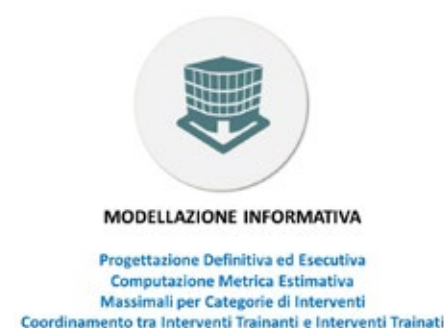 MODELLAZIONE INFORMATIVA
Progettazione Definitiva ed Esecutiva
Computazione Metrica Estimativa
Massimali per Categorie di Interventi
Coordinamento tra Interventi Trainanti e Interventi Trainati